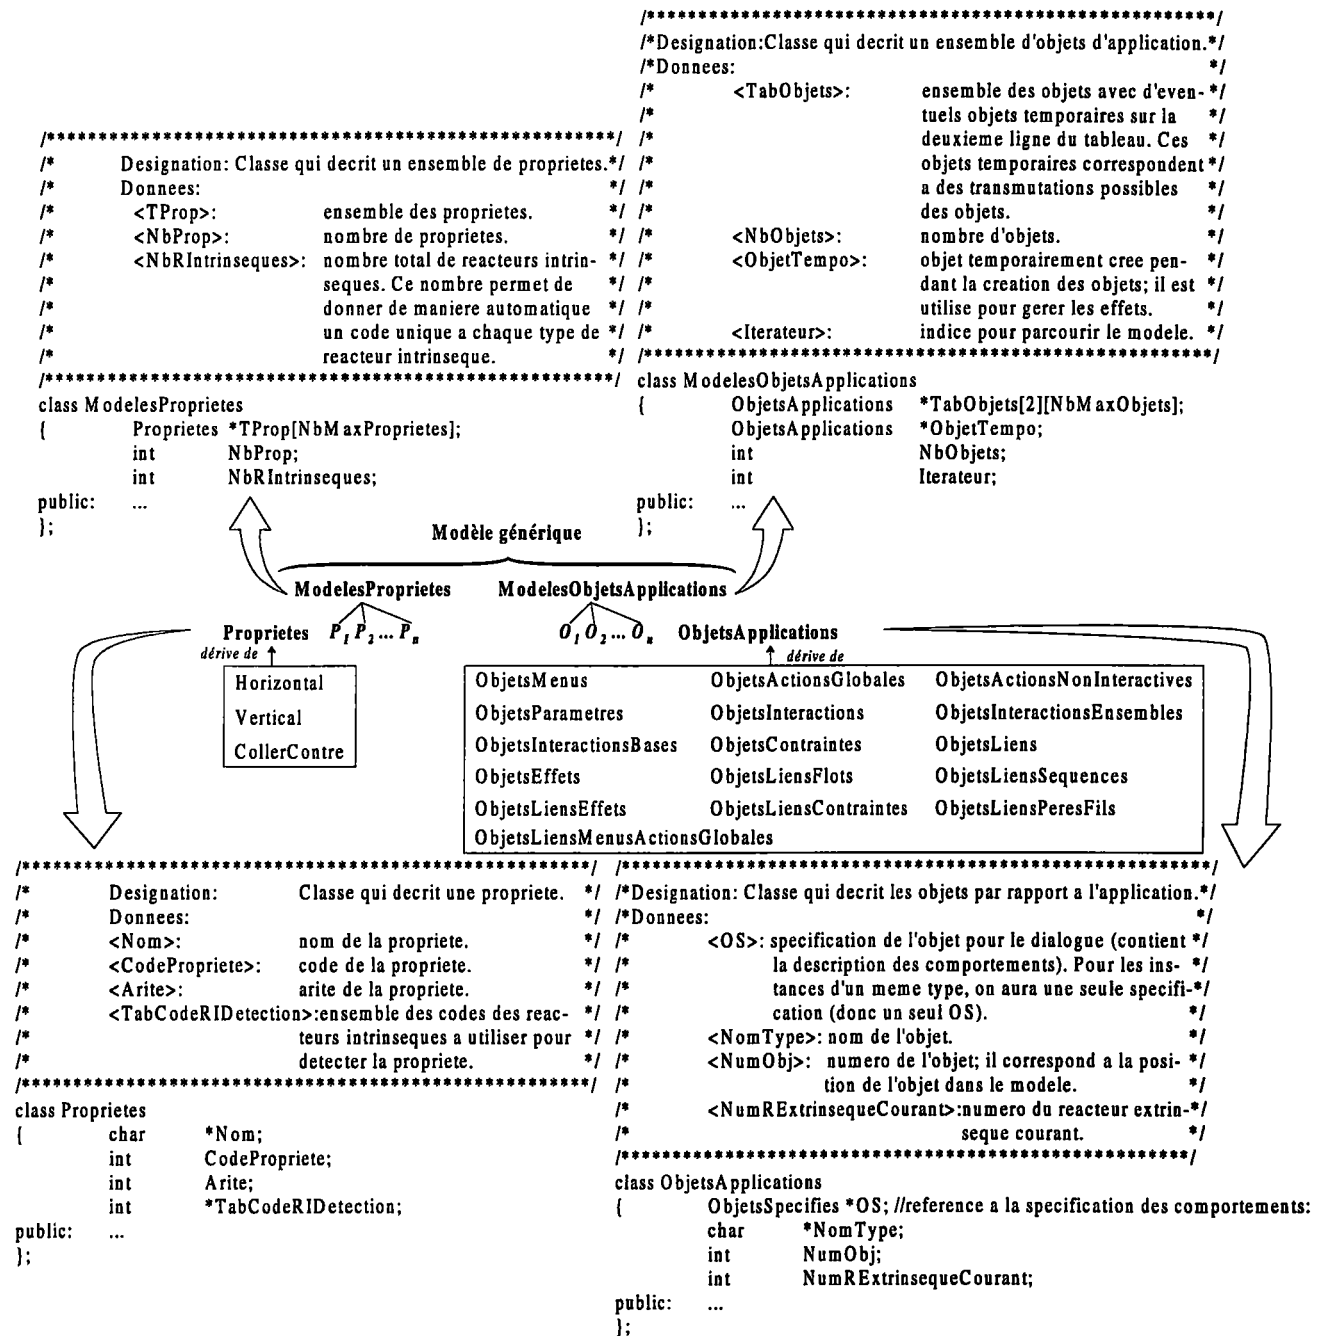 /*******************************************************/
/*Designation:Classe qui decrit un ensemble d'objets d'application.*/
/*Donnees: */
/* <TabObjets>: ensemble des objets avec d'even- */
/* tuels objets temporaires sur la */
/* deuxieme ligne du tableau. Ces */
/* objets temporaires correspondent */
/* a des transmutations possibles */
/* des objets. */
/* <NbObjets>: nombre d'objets. */
/* <ObjetTempo>: objet temporairement cree pen- */
/* dant la creation des objets; il est */
/* utilise pour gerer les effets. */
/* <Iterateur>: indice pour parcourir le modele. */
/*******************************************************/
class ModelesObjetsApplications
{ ObjetsApplications *TabObjets[2][NbMaxObjets];
ObjetsApplications *ObjetTempo;
int NbObjets;
int Iterateur;
public: ...
};
/*******************************************************/
/* Designation: Classe qui decrit un ensemble de proprietes.*/
/* Donnees: */
/* <TProp>: ensemble des proprietes. */
/* <NbProp>: nombre de proprietes. */
/* <NbRIntrinseques>: nombre total de reacteurs intrin- */
/* seques. Ce nombre permet de */
/* donner de maniere automatique */
/* un code unique a chaque type de */
/* reacteur intrinseque. */
/*******************************************************/
class ModelesProprietes
{ Proprietes *TProp[NbMaxProprietes];
int NbProp;
int NbRIntrinseques;
public: ...
};
Modèle générique
ModelesProprietes ModelesObjetsApplications
Proprietes P1 P2 ... Pn O1 O2 ... On ObjetsApplications
dérive de dérive de
Horizontal
Vertical
CollerContre
ObjetsMenus ObjetsActionsGlobales ObjetsActionsNonInteractives
ObjetsParametres ObjetsInteractions ObjetsInteractionsEnsembles
ObjetsInteractionsBases ObjetsContraintes ObjetsLiens
ObjetsEffets ObjetsLiensFlots ObjetsLiensSequences
ObjetsLiensEffets ObjetsLiensContraintes ObjetsLiensPeresFils
ObjetsLiensMenusActionsGlobales
/*******************************************************/
/* Designation: Classe qui decrit une propriete. */
/* Donnees: */
/* <Nom>: nom de la propriete. */
/* <CodePropriete>: code de la propriete. */
/* <Arite>: arite de la propriete. */
/* <TabCodeRIDetection>:ensemble des codes des reac- */
/* teurs intrinseques a utiliser pour */
/* detecter la propriete. */
/*******************************************************/
class Proprietes
{ char *Nom;
int CodePropriete;
int Arite;
int *TabCodeRIDetection;
public: ...
};
/*******************************************************/
/*Designation: Classe qui decrit les objets par rapport a l'application.*/
/*Donnees: */
/* <OS>: specification de l'objet pour le dialogue (contient */
/* la description des comportements). Pour les ins- */
/* tances d'un meme type, on aura une seule specifi-*/
/* cation (donc un seul OS). */
/* <NomType>: nom de l'objet. */
/* <NumObj>: numero de l'objet; il correspond a la posi- */
/* tion de l'objet dans le modele. */
/* <NumRExtrinsequeCourant>:numero du reacteur extrin-*/
/* seque courant. */
/*******************************************************/
class ObjetsApplications
{ ObjetsSpecifies *OS; //reference a la specification des comportements:
char *NomType;
int NumObj;
int NumRExtrinsequeCourant;
public: ...
};